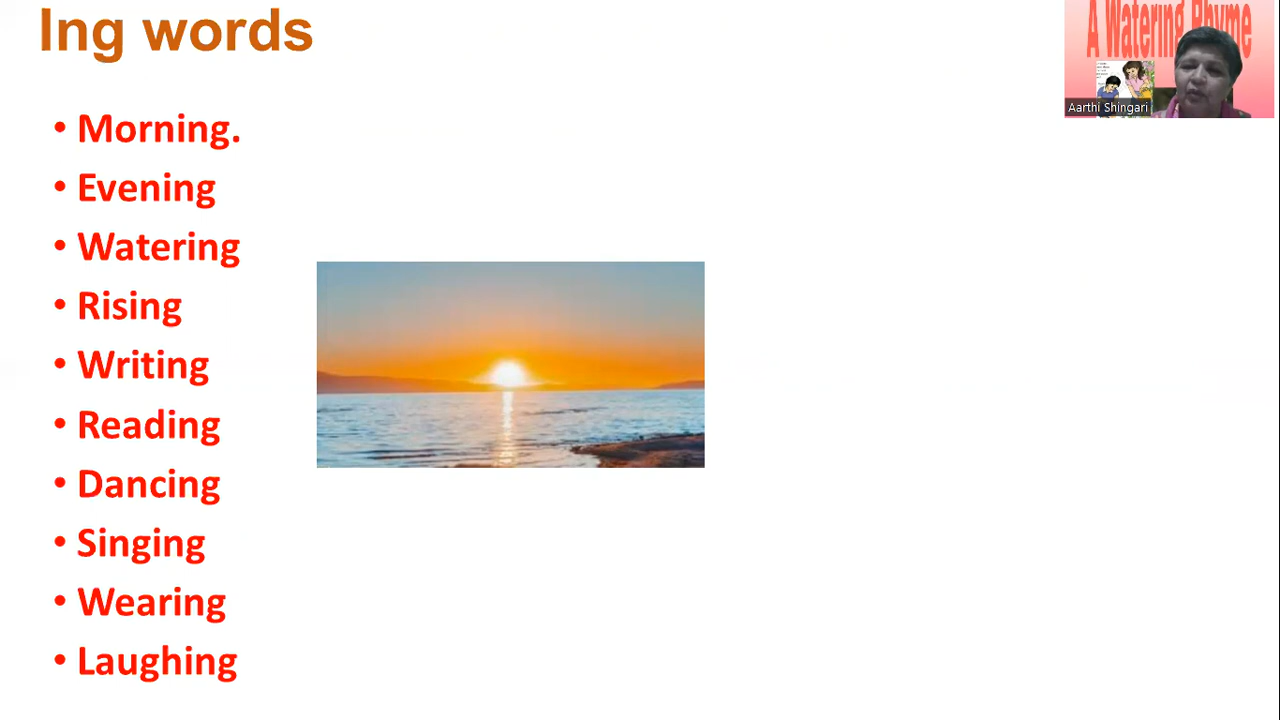 Ing words
• Morning.
• Evening
• Watering
• Rising
• Writing
• Reading
• Dancing
• Singing
• Wearing
• Laughing
A Watering Rhyme
Aarthi Shingari